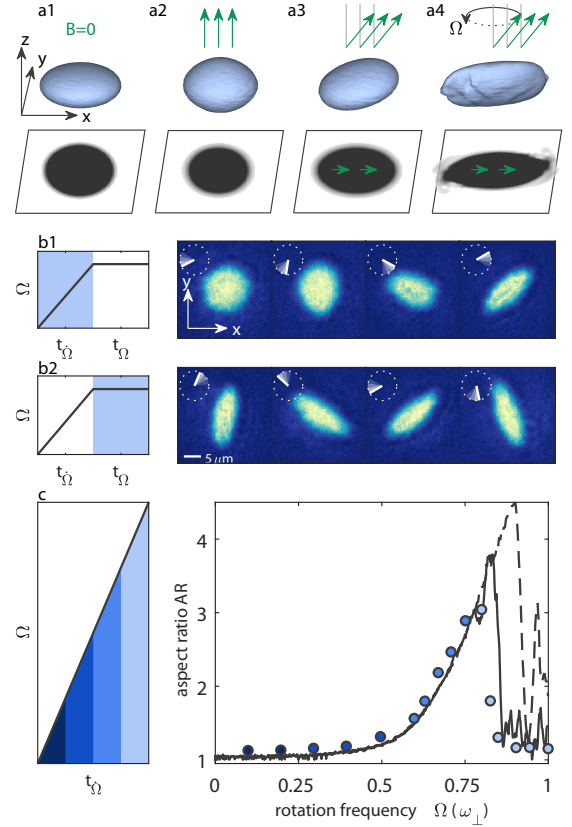 a1 a2 a3 a4
B=0
Ω
z
y
x
b1
Ω
t_Ω̇ t_Ω
y
x
b2
Ω
t_Ω̇ t_Ω
5 μm
c
Ω
t_Ω̇
aspect ratio AR
4
3
2
1
0 0.25 0.5 0.75 1
rotation frequency Ω (ω_⊥)